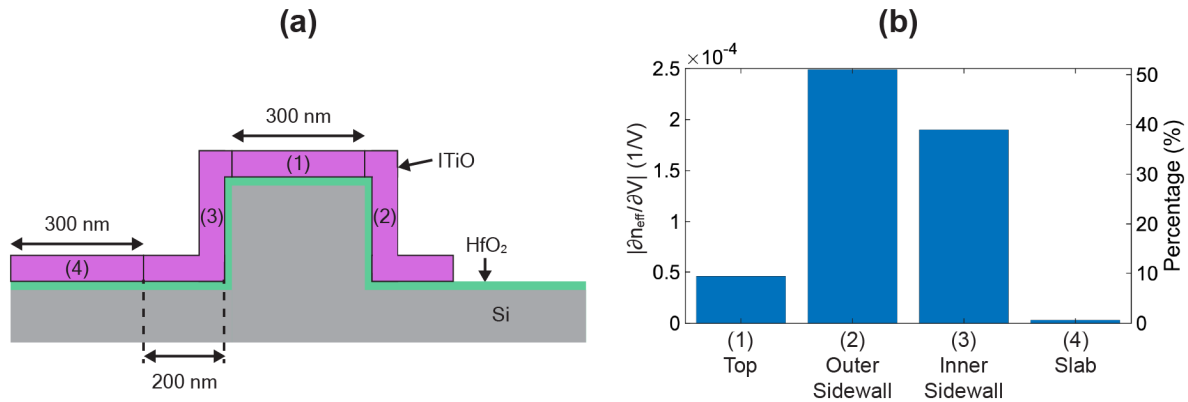 (a)
300 nm
(1)
ITiO
(3)
(2)
300 nm
(4)
HfO₂
Si
200 nm
(b)
×10⁻⁴
2.5
2
1.5
1
0.5
0
|∂n_eff/∂V| (1/V)
50
40
30
20
10
0
Percentage (%)
(1) (2) (3) (4)
Top Outer Inner Slab
Sidewall Sidewall